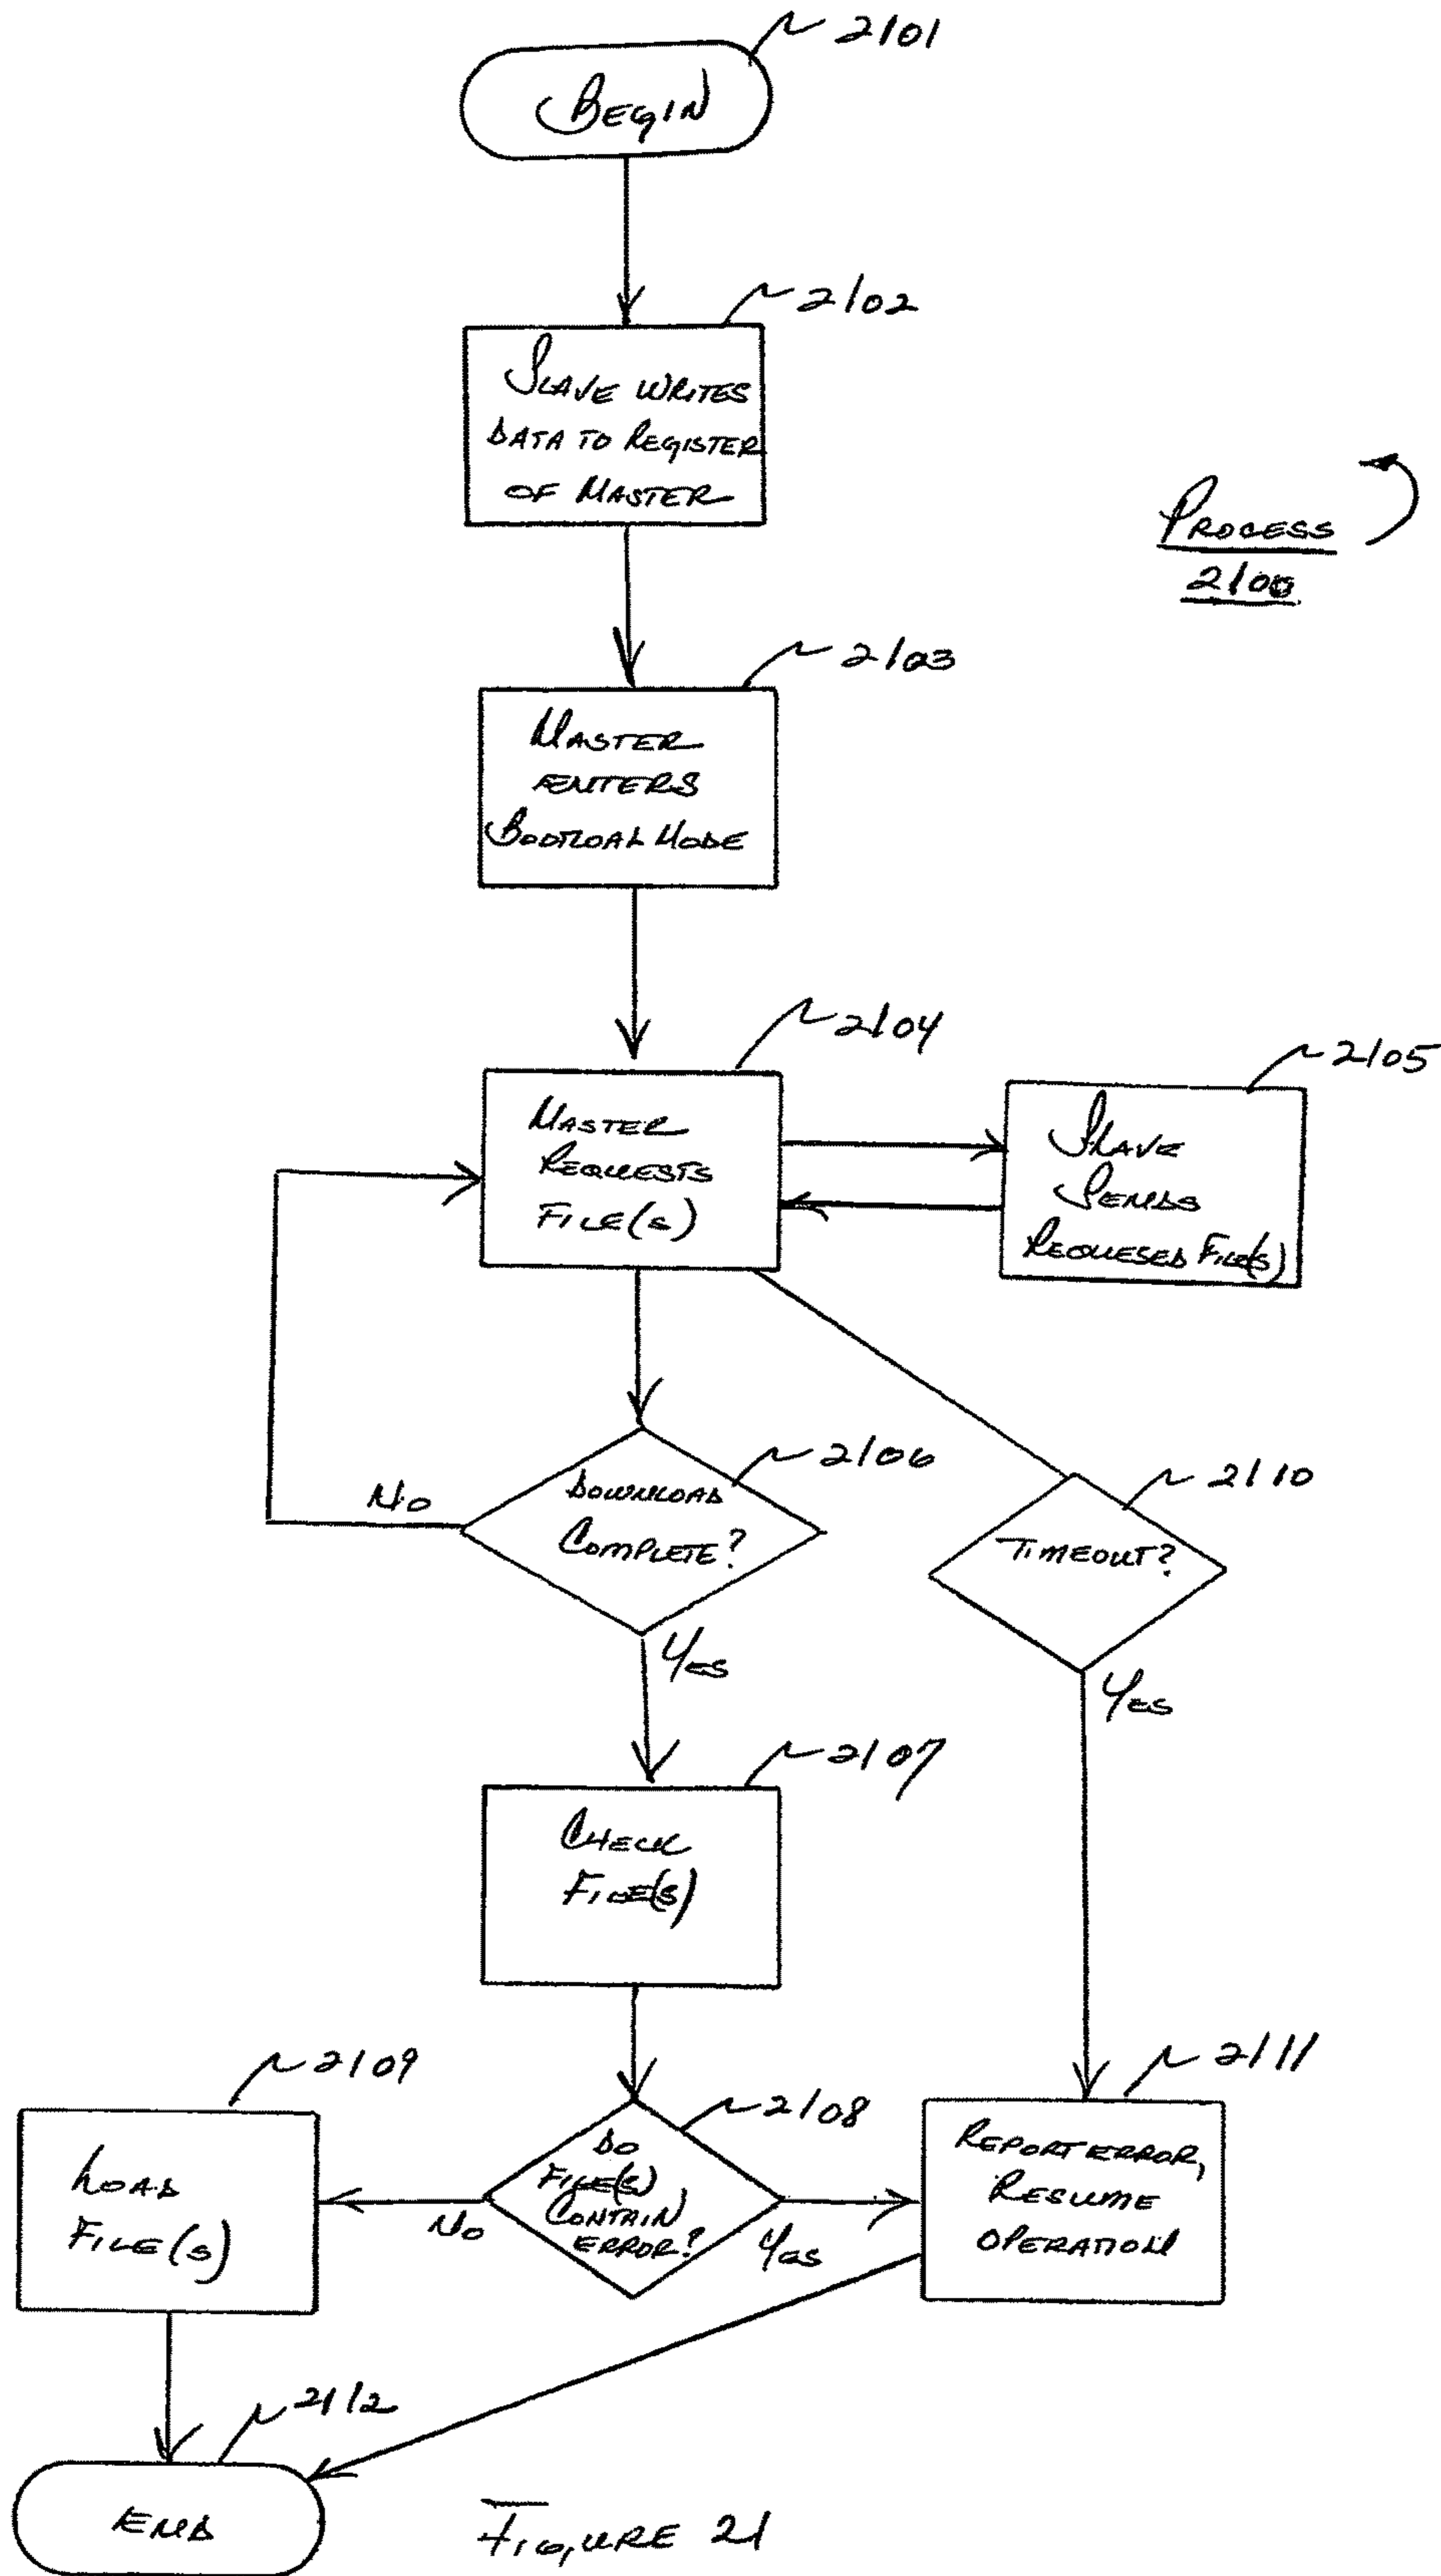 2101
BEGIN
2102
SLAVE WRITES
DATA TO REGISTER
OF MASTER
PROCESS
2100
2103
MASTER
ENTERS
BOOTLOAD MODE
2104
2105
MASTER
REQUESTS
FILE(S)
SLAVE
SENDS
REQUESED FILE(S)
2106
2110
NO
DOWNLOAD
COMPLETE?
TIMEOUT?
YES
YES
2107
CHECK
FILE(S)
2109
2108
2111
LOAD
FILE(S)
DO
FILE(S)
CONTAIN
ERROR?
NO
YES
REPORT ERROR,
RESUME
OPERATION
2112
END
FIGURE 21